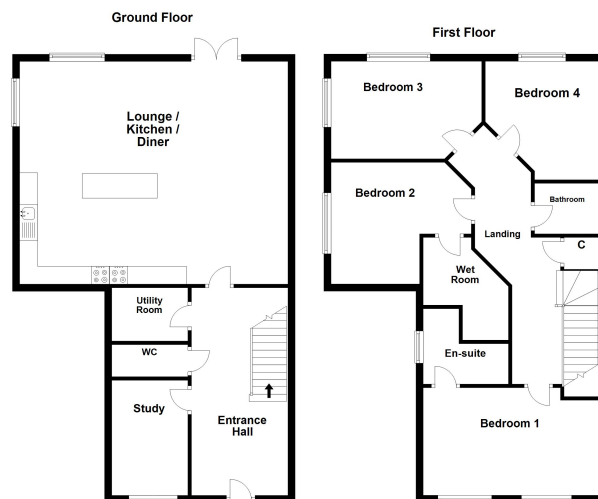 Ground Floor
Lounge /
Kitchen /
Diner
Utility
Room
WC
Study
Entrance
Hall
First Floor
Bedroom 3
Bedroom 4
Bedroom 2
Bathroom
Landing
C
Wet
Room
En-suite
Bedroom 1